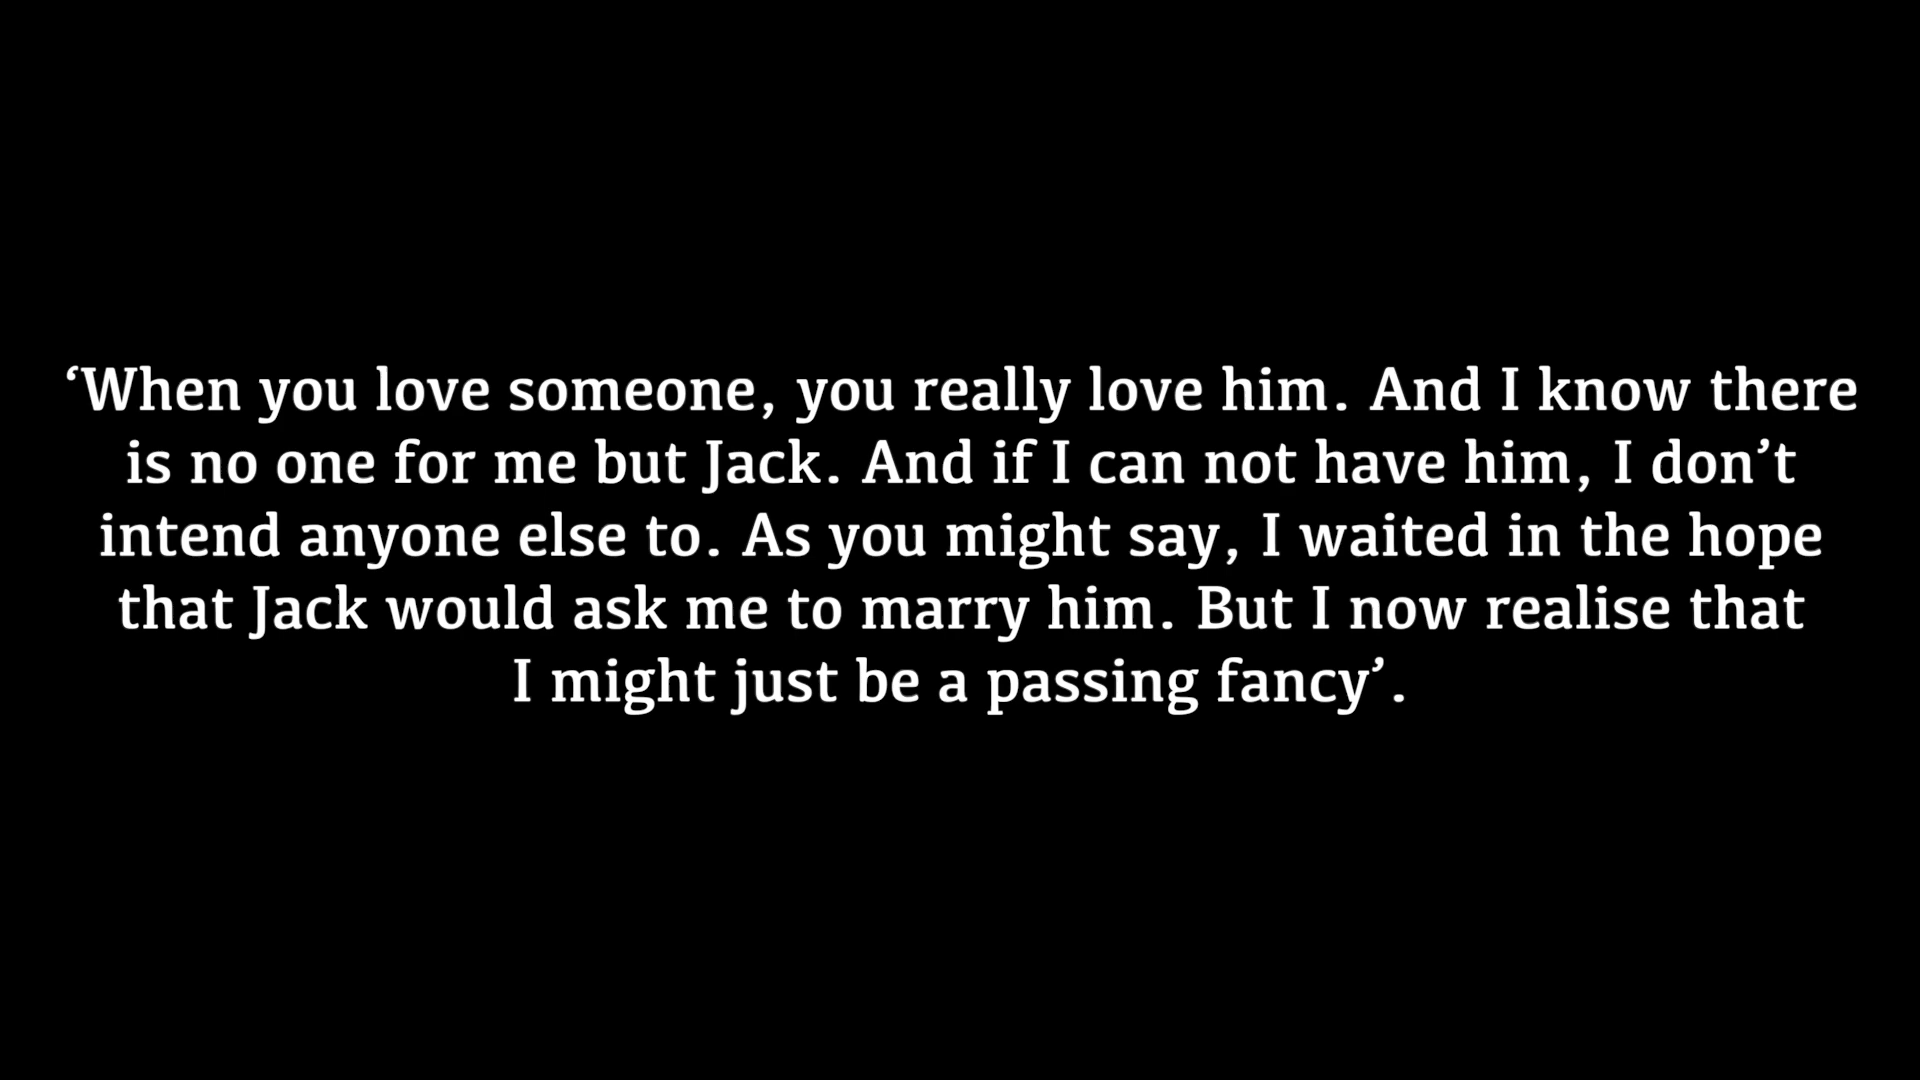 ‘When you love someone, you really love him. And I know there
is no one for me but Jack. And if I can not have him, I don’t
intend anyone else to. As you might say, I waited in the hope
that Jack would ask me to marry him. But I now realise that
I might just be a passing fancy’.